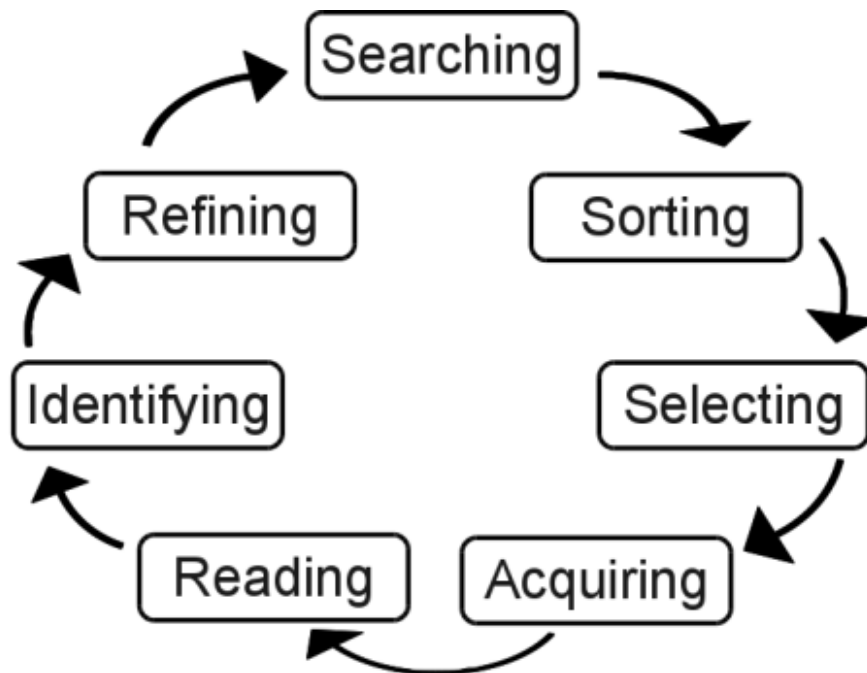 Searching
Sorting
Selecting
Acquiring
Reading
Identifying
Refining